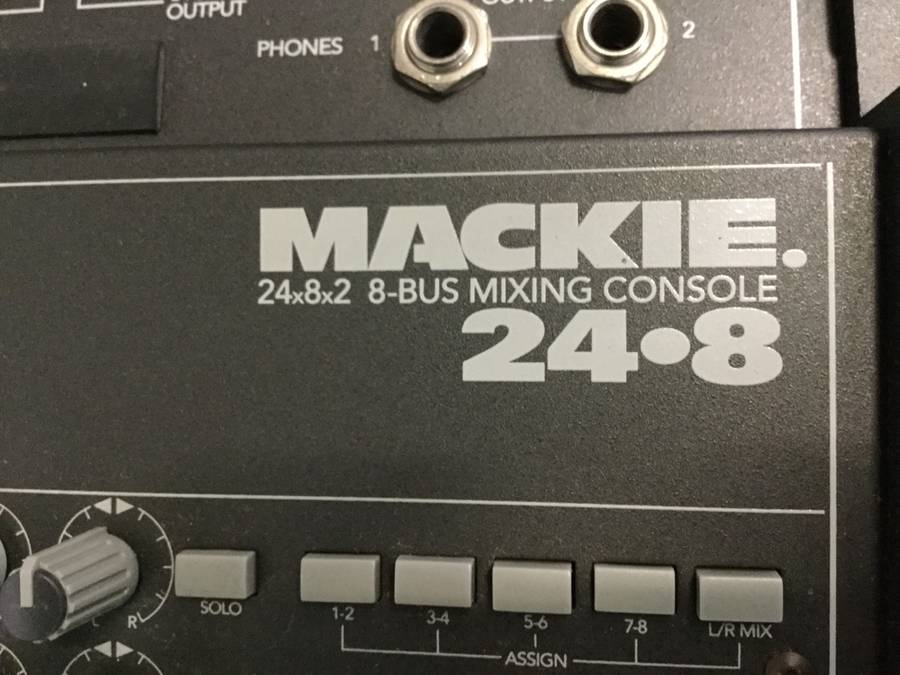 OUTPUT
PHONES 1 2
MACKIE.
24x8x2 8-BUS MIXING CONSOLE
24•8
SOLO 1-2 3-4 5-6 7-8 L/R MIX
L R
ASSIGN